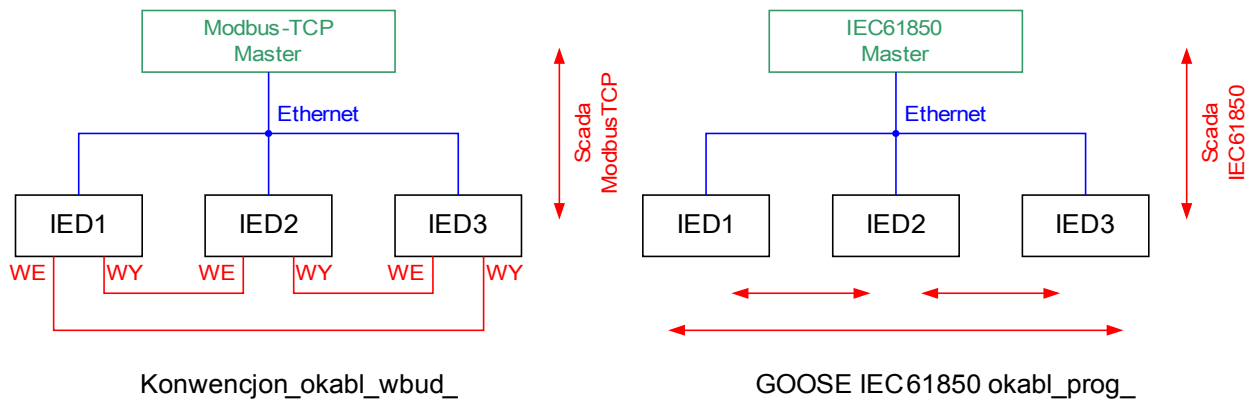 Modbus-TCP
Master
Ethernet
Scada
ModbusTCP
IED1
IED2
IED3
WE
WY
WE
WY
WE
WY
Konwencjon_okabl_wbud_
IEC61850
Master
Ethernet
Scada
IEC61850
IED1
IED2
IED3
GOOSE IEC61850 okabl_prog_